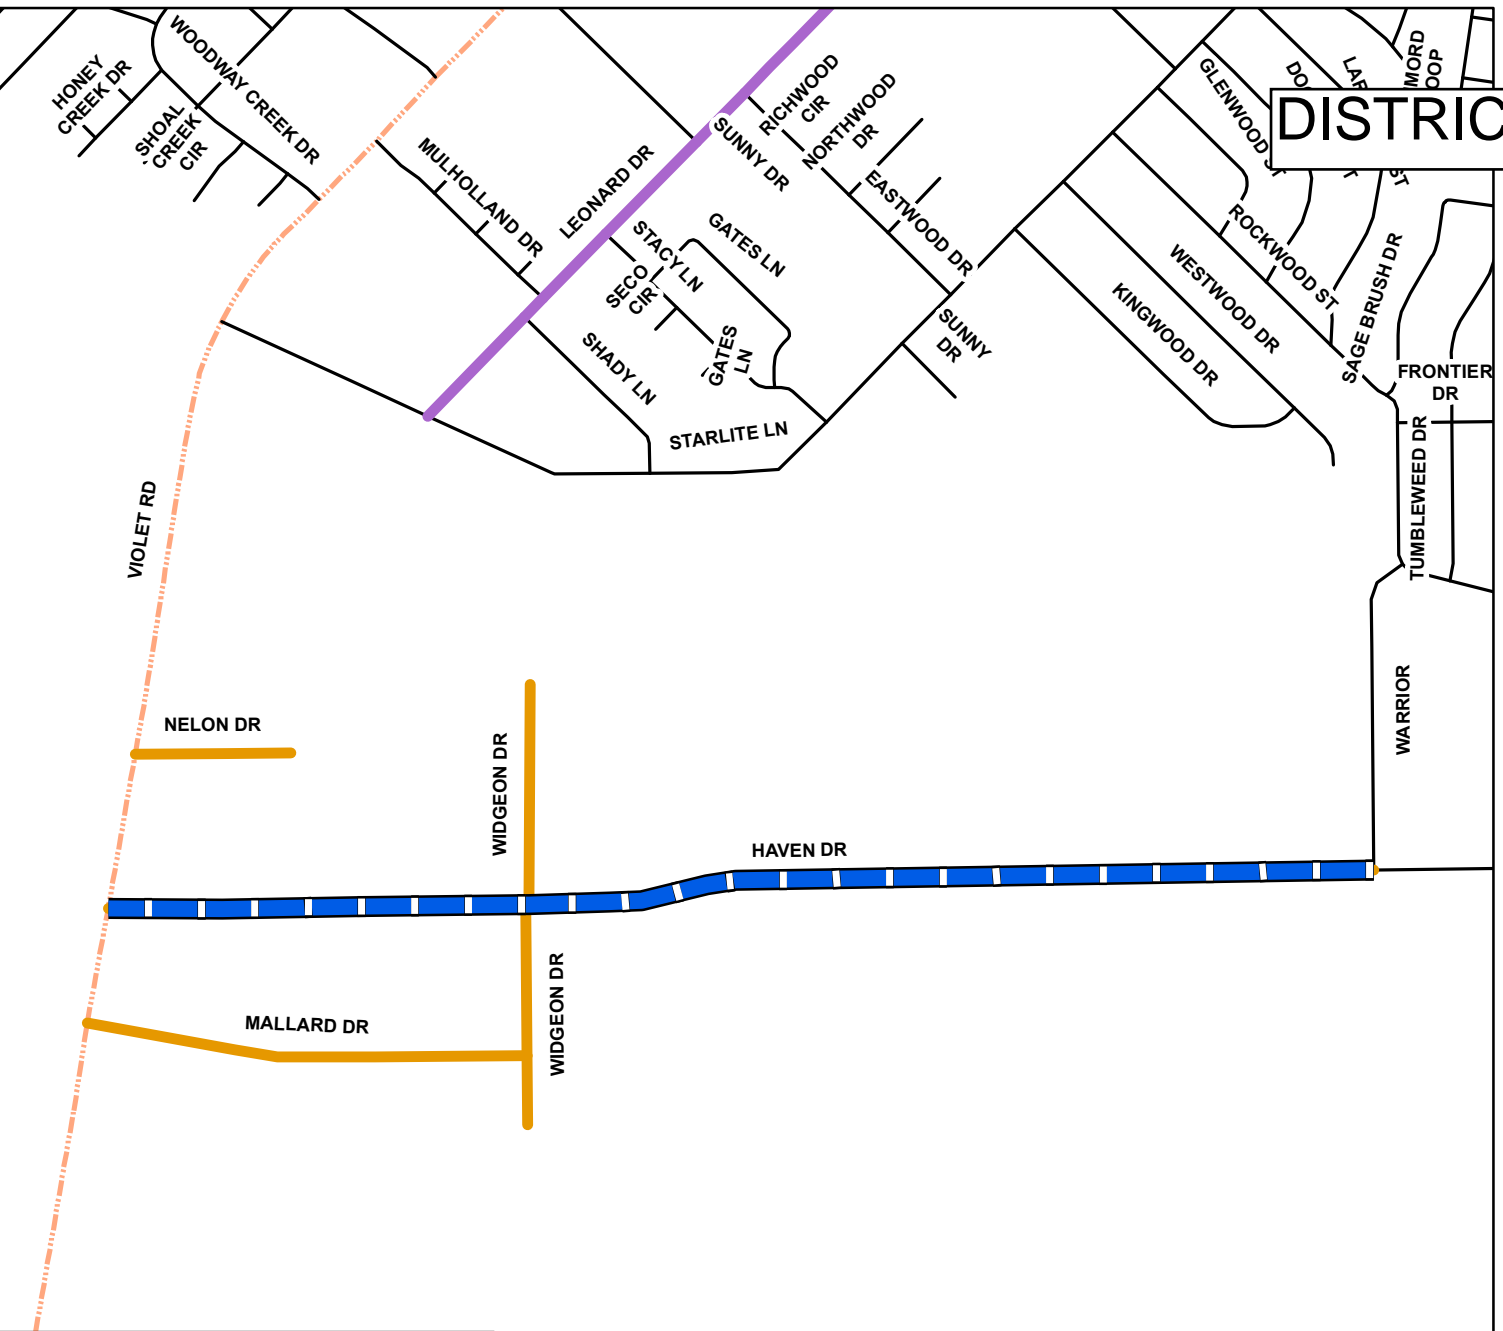 WOODWAY CREEK DR
HONEY
CREEK DR
SHOAL
CREEK
CIR
MULHOLLAND DR
LEONARD DR
SUNNY DR
RICHWOOD
CIR
NORTHWOOD
DR
EASTWOOD DR
GATES LN
STACY LN
SECO
CIR
GATES
LN
SHADY LN
STARLITE LN
SUNNY
DR
GLENWOOD ST
DISTRIC
ST
ROCKWOOD ST
WESTWOOD DR
KINGWOOD DR
SAGE BRUSH DR
FRONTIER
DR
TUMBLEWEED DR
WARRIOR
VIOLET RD
NELON DR
WIDGEON DR
HAVEN DR
MALLARD DR
WIDGEON DR